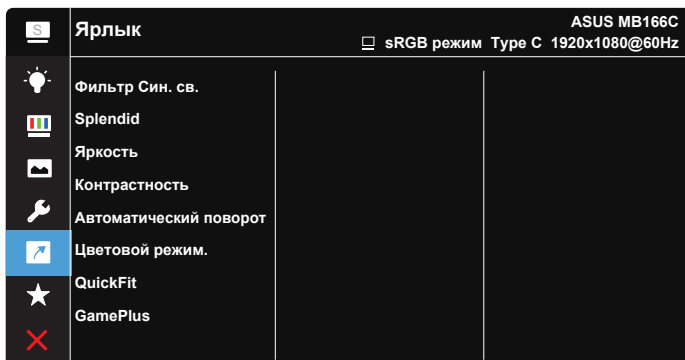 S
Ярлык
ASUS MB166C
sRGB режим Type C 1920x1080@60Hz
Фильтр Син. св.
Splendid
Яркость
Контрастность
Автоматический поворот
Цветовой режим.
QuickFit
GamePlus